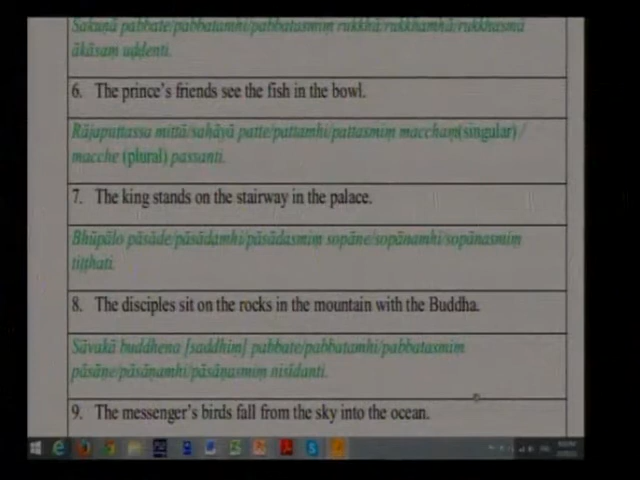 Sakuṇā pabbate/pabbatamhi/pabbatasmiṃ rukkhā/rukkhamhā/rukkhasmā
ākāsaṃ uḍḍenti.
6. The prince's friends see the fish in the bowl.
Rājaputtassa mittā/sahāyā patte/pattamhi/pattasmiṃ macchaṃ(singular) /
macche (plural) passanti.
7. The king stands on the stairway in the palace.
Bhūpālo pāsāde/pāsādamhi/pāsādasmiṃ sopāne/sopānamhi/sopānasmiṃ
tiṭṭhati.
8. The disciples sit on the rocks in the mountain with the Buddha.
Sāvakā buddhena [saddhiṃ] pabbate/pabbatamhi/pabbatasmiṃ
pāsāṇe/pāsāṇamhi/pāsāṇasmiṃ nisīdanti.
9. The messenger's birds fall from the sky into the ocean.